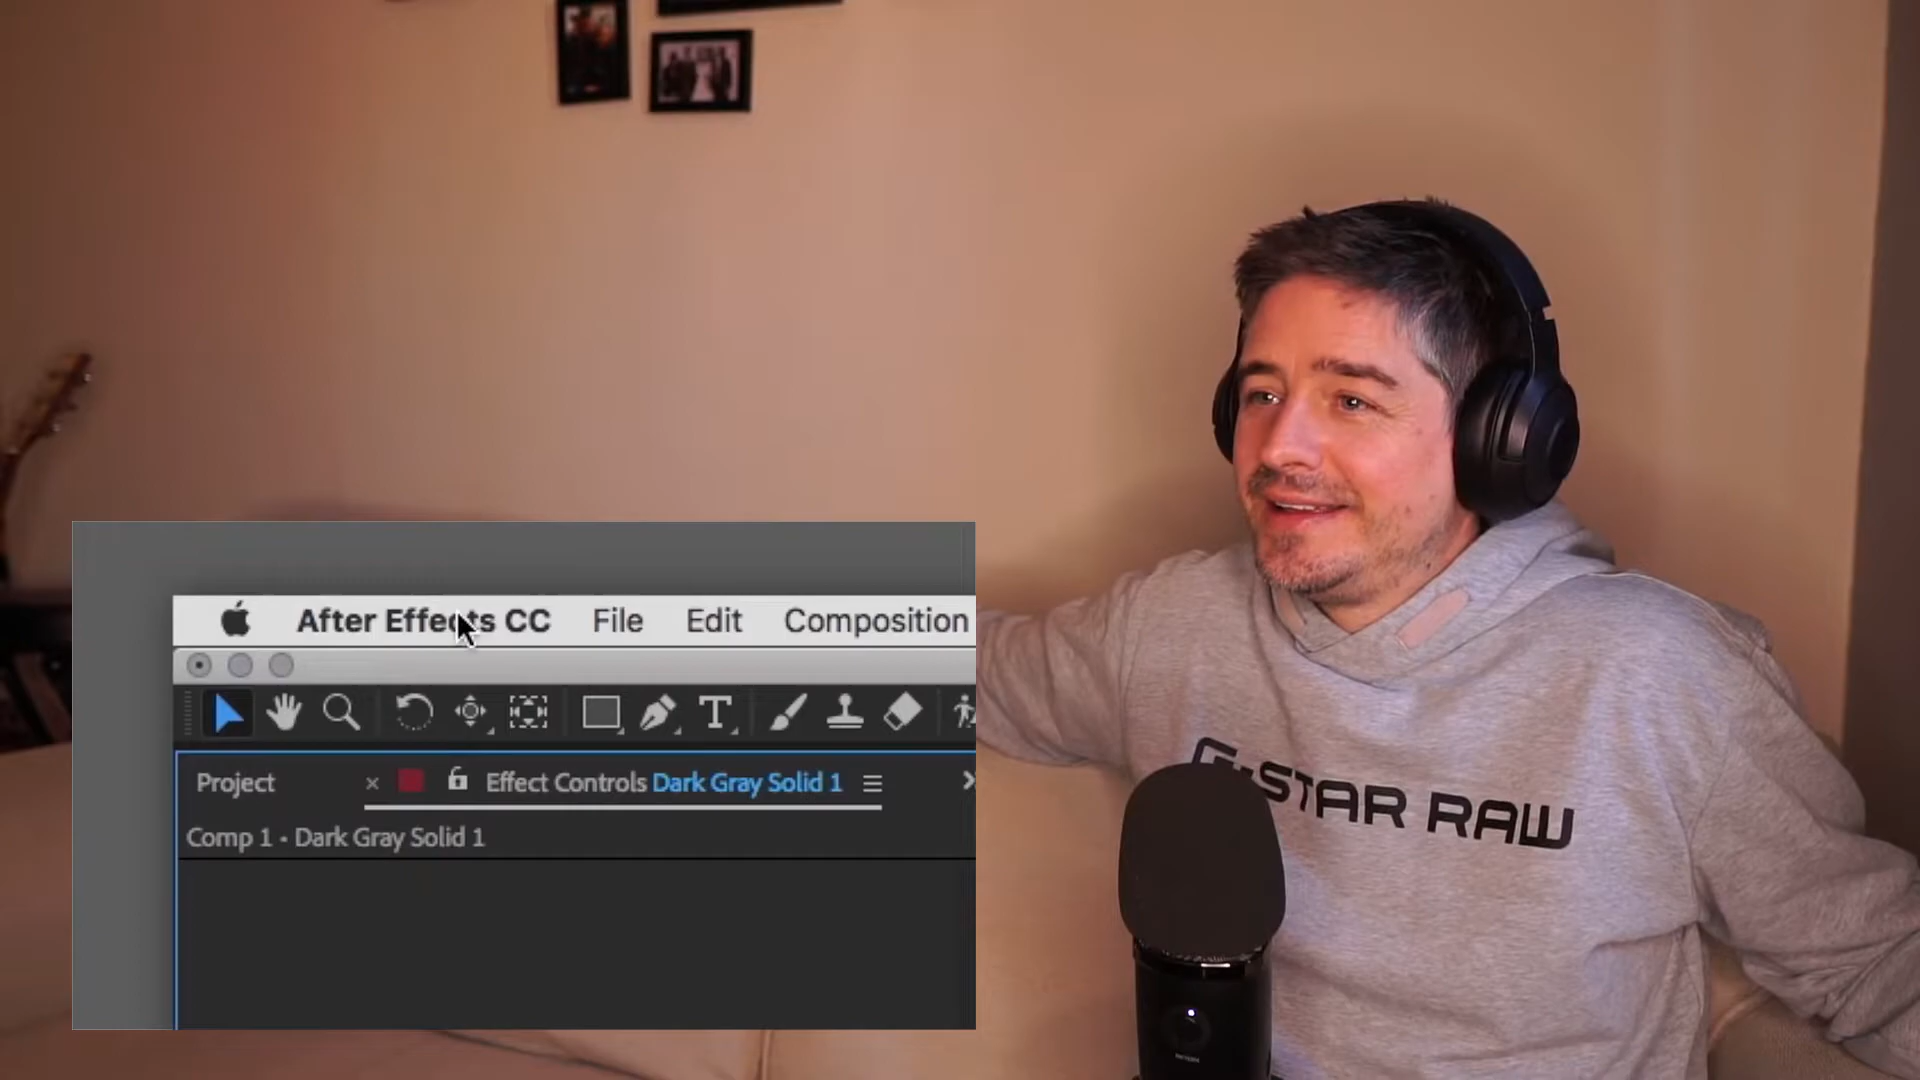 After Effects CC File Edit Composition
T
Project × Effect Controls Dark Gray Solid 1
Comp 1 • Dark Gray Solid 1
G-STAR RAW